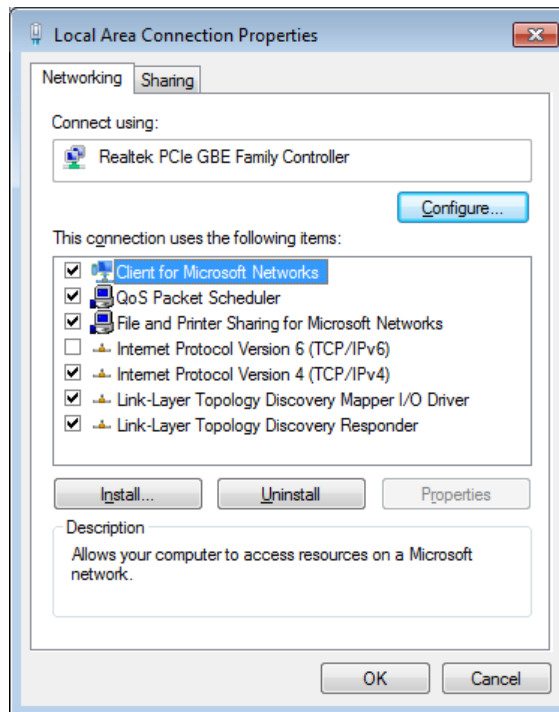 Local Area Connection Properties
Networking
Sharing
Connect using:
Realtek PCIe GBE Family Controller
Configure...
This connection uses the following items:
Client for Microsoft Networks
QoS Packet Scheduler
File and Printer Sharing for Microsoft Networks
Internet Protocol Version 6 (TCP/IPv6)
Internet Protocol Version 4 (TCP/IPv4)
Link-Layer Topology Discovery Mapper I/O Driver
Link-Layer Topology Discovery Responder
Install...
Uninstall
Properties
Description
Allows your computer to access resources on a Microsoft
network.
OK
Cancel